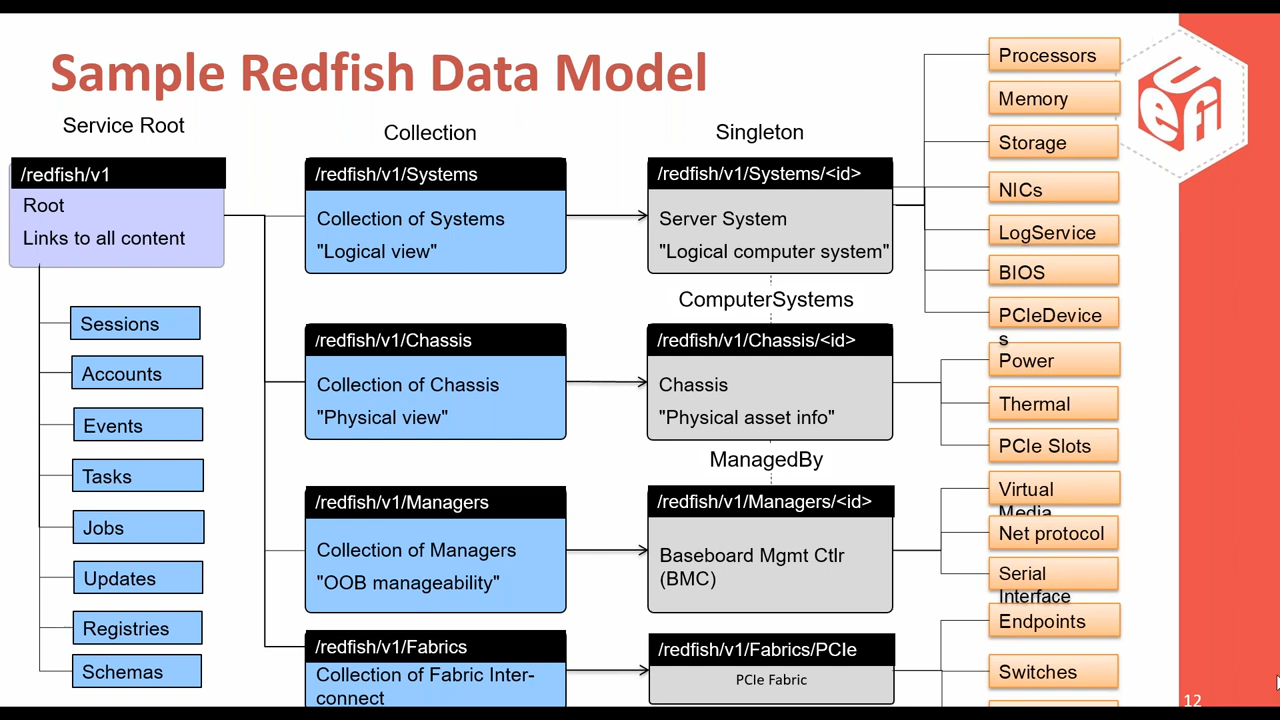 Sample Redfish Data Model
Service Root
Collection
Singleton
/redfish/v1
Root
Links to all content
Sessions
Accounts
Events
Tasks
Jobs
Updates
Registries
Schemas
/redfish/v1/Systems
Collection of Systems
"Logical view"
/redfish/v1/Chassis
Collection of Chassis
"Physical view"
/redfish/v1/Managers
Collection of Managers
"OOB manageability"
/redfish/v1/Fabrics
Collection of Fabric Inter-
connect
/redfish/v1/Systems/<id>
Server System
"Logical computer system"
ComputerSystems
/redfish/v1/Chassis/<id>
Chassis
"Physical asset info"
ManagedBy
/redfish/v1/Managers/<id>
Baseboard Mgmt Ctlr
(BMC)
/redfish/v1/Fabrics/PCIe
PCIe Fabric
Processors
Memory
Storage
NICs
LogService
BIOS
PCIeDevice
s
Power
Thermal
PCIe Slots
Virtual
Media
Net protocol
Serial
Interface
Endpoints
Switches
UEFI
12